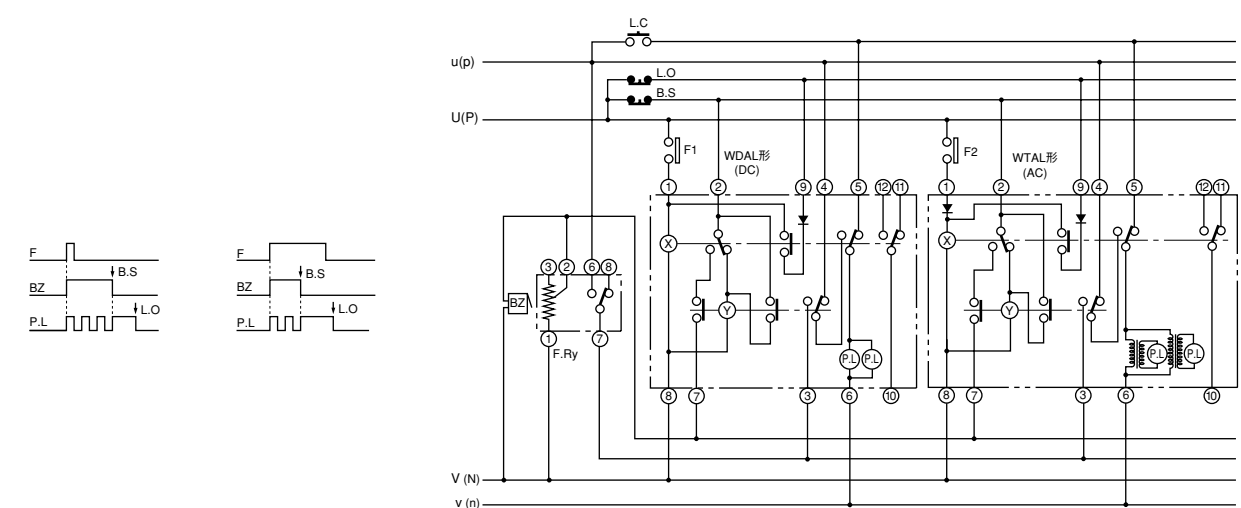 L.C
u(p)
L.O
B.S
U(P)
F1
WDAL形
(DC)
F2
WTAL形
(AC)
1 2 9 4 5 12 11
1 2 9 4 5 12 11
X
X
F
F
B.S
B.S
3 2 6 8
BZ
BZ
BZ
L.O
L.O
P.L
P.L
Y
Y
1 7
F.Ry
P.L P.L
P.L P.L
8 7 3 6 10
8 7 3 6 10
V (N)
v (n)